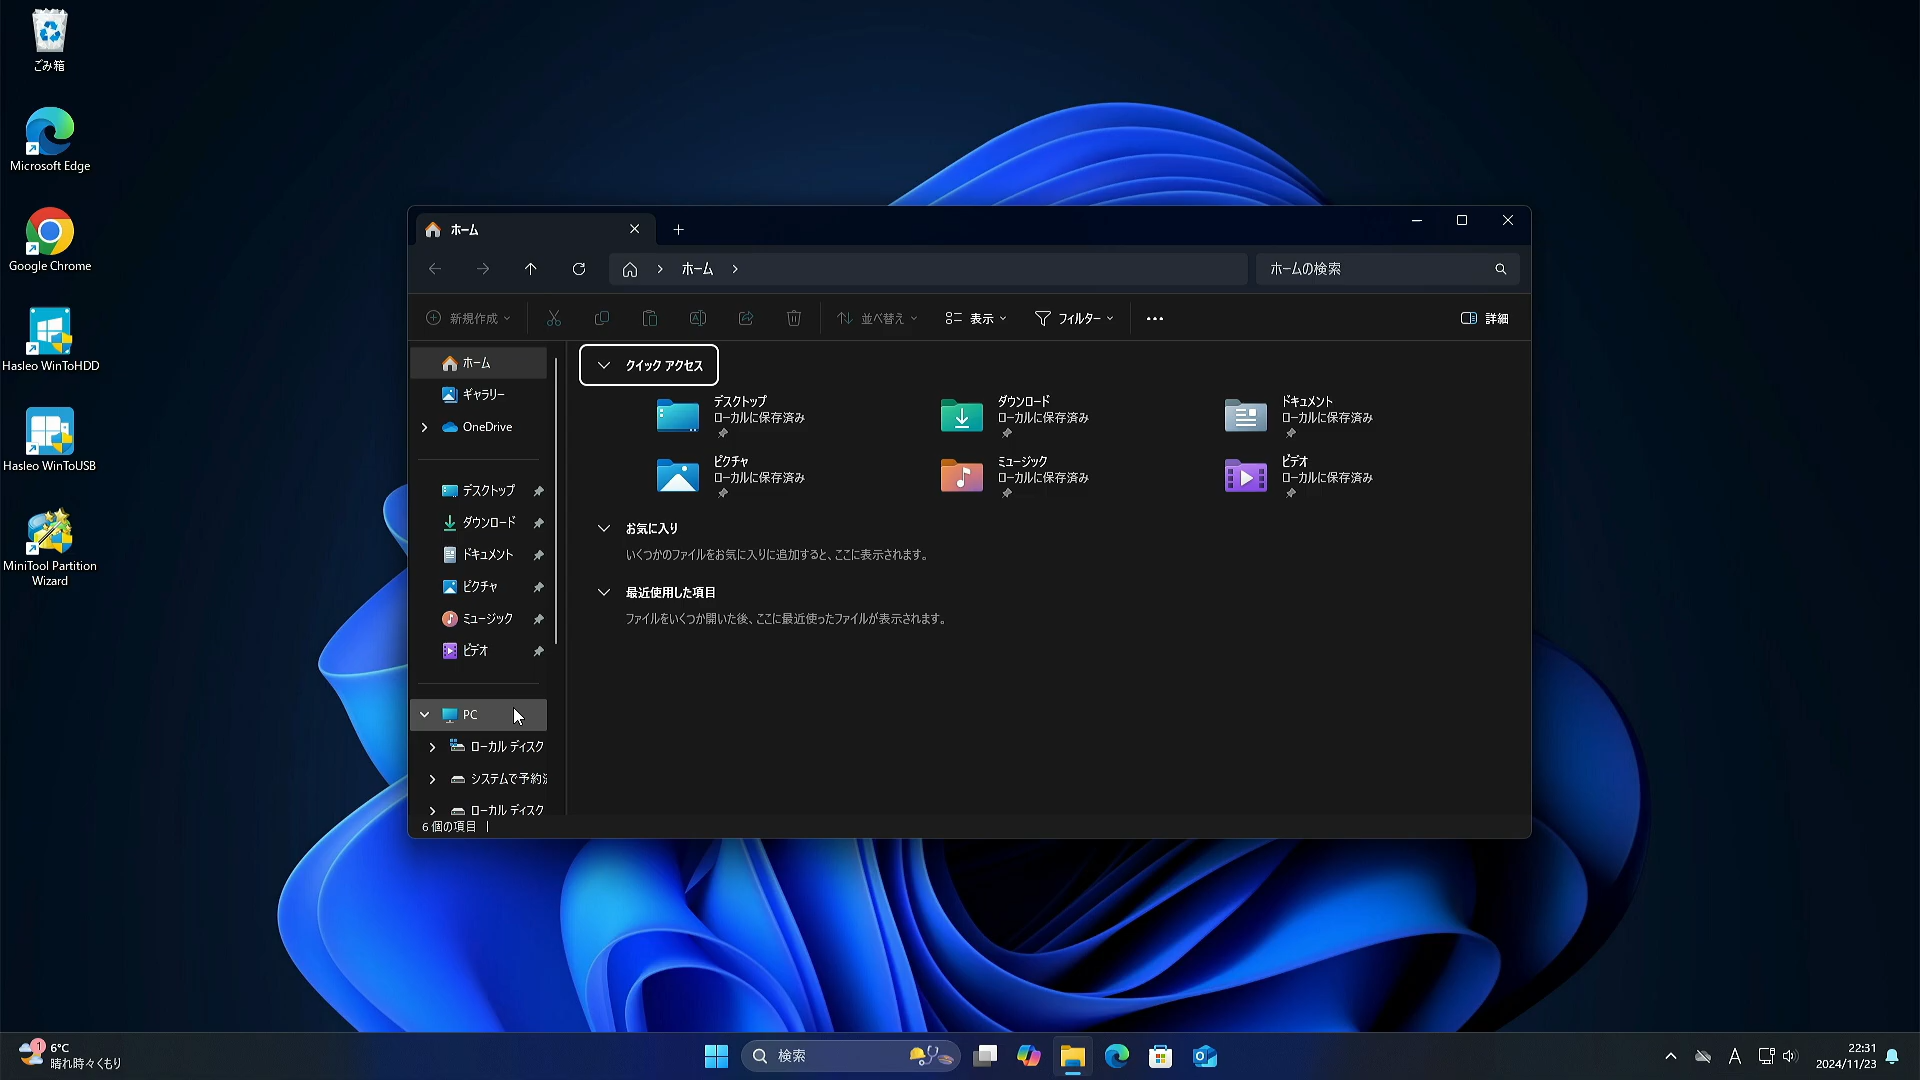 ごみ箱
Microsoft Edge
Google Chrome
Hasleo WinToHDD
Hasleo WinToUSB
MiniTool Partition
Wizard
ホーム
ホーム
ホームの検索
新規作成
並べ替え
表示
フィルター
詳細
ホーム
ギャラリー
OneDrive
デスクトップ
ダウンロード
ドキュメント
ピクチャ
ミュージック
ビデオ
PC
ローカル ディスク
システムで予約
ローカル ディスク
6 個の項目
クイック アクセス
デスクトップ
ローカルに保存済み
ダウンロード
ローカルに保存済み
ドキュメント
ローカルに保存済み
ピクチャ
ローカルに保存済み
ミュージック
ローカルに保存済み
ビデオ
ローカルに保存済み
お気に入り
いくつかのファイルをお気に入りに追加すると、ここに表示されます。
最近使用した項目
ファイルをいくつか開いた後、ここに最近使ったファイルが表示されます。
1
6°C
晴れ時々くもり
検索
A
22:31
2024/11/23